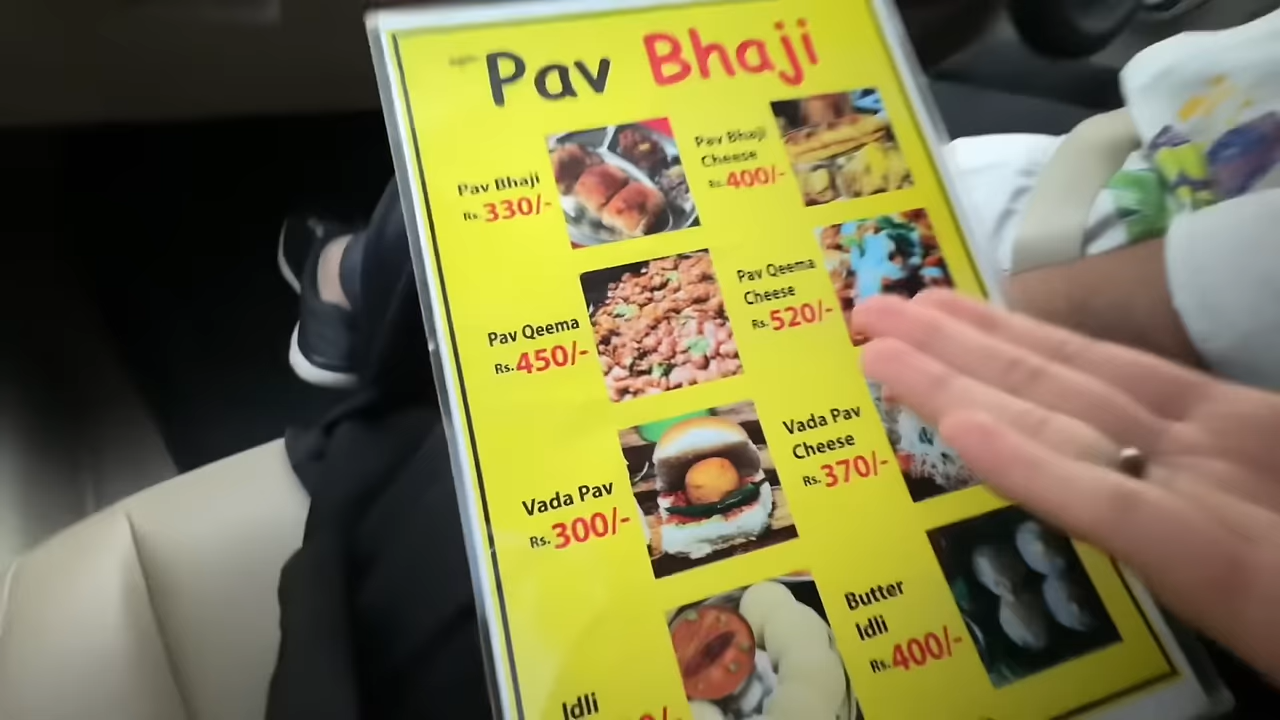 Pav Bhaji
Pav Bhaji
Rs.330/-
Pav Bhaji
Cheese
Rs.400/-
Pav Qeema
Rs.450/-
Pav Qeema
Cheese
Rs.520/-
Vada Pav
Rs.300/-
Vada Pav
Cheese
Rs.370/-
Idli
Butter
Idli
Rs.400/-